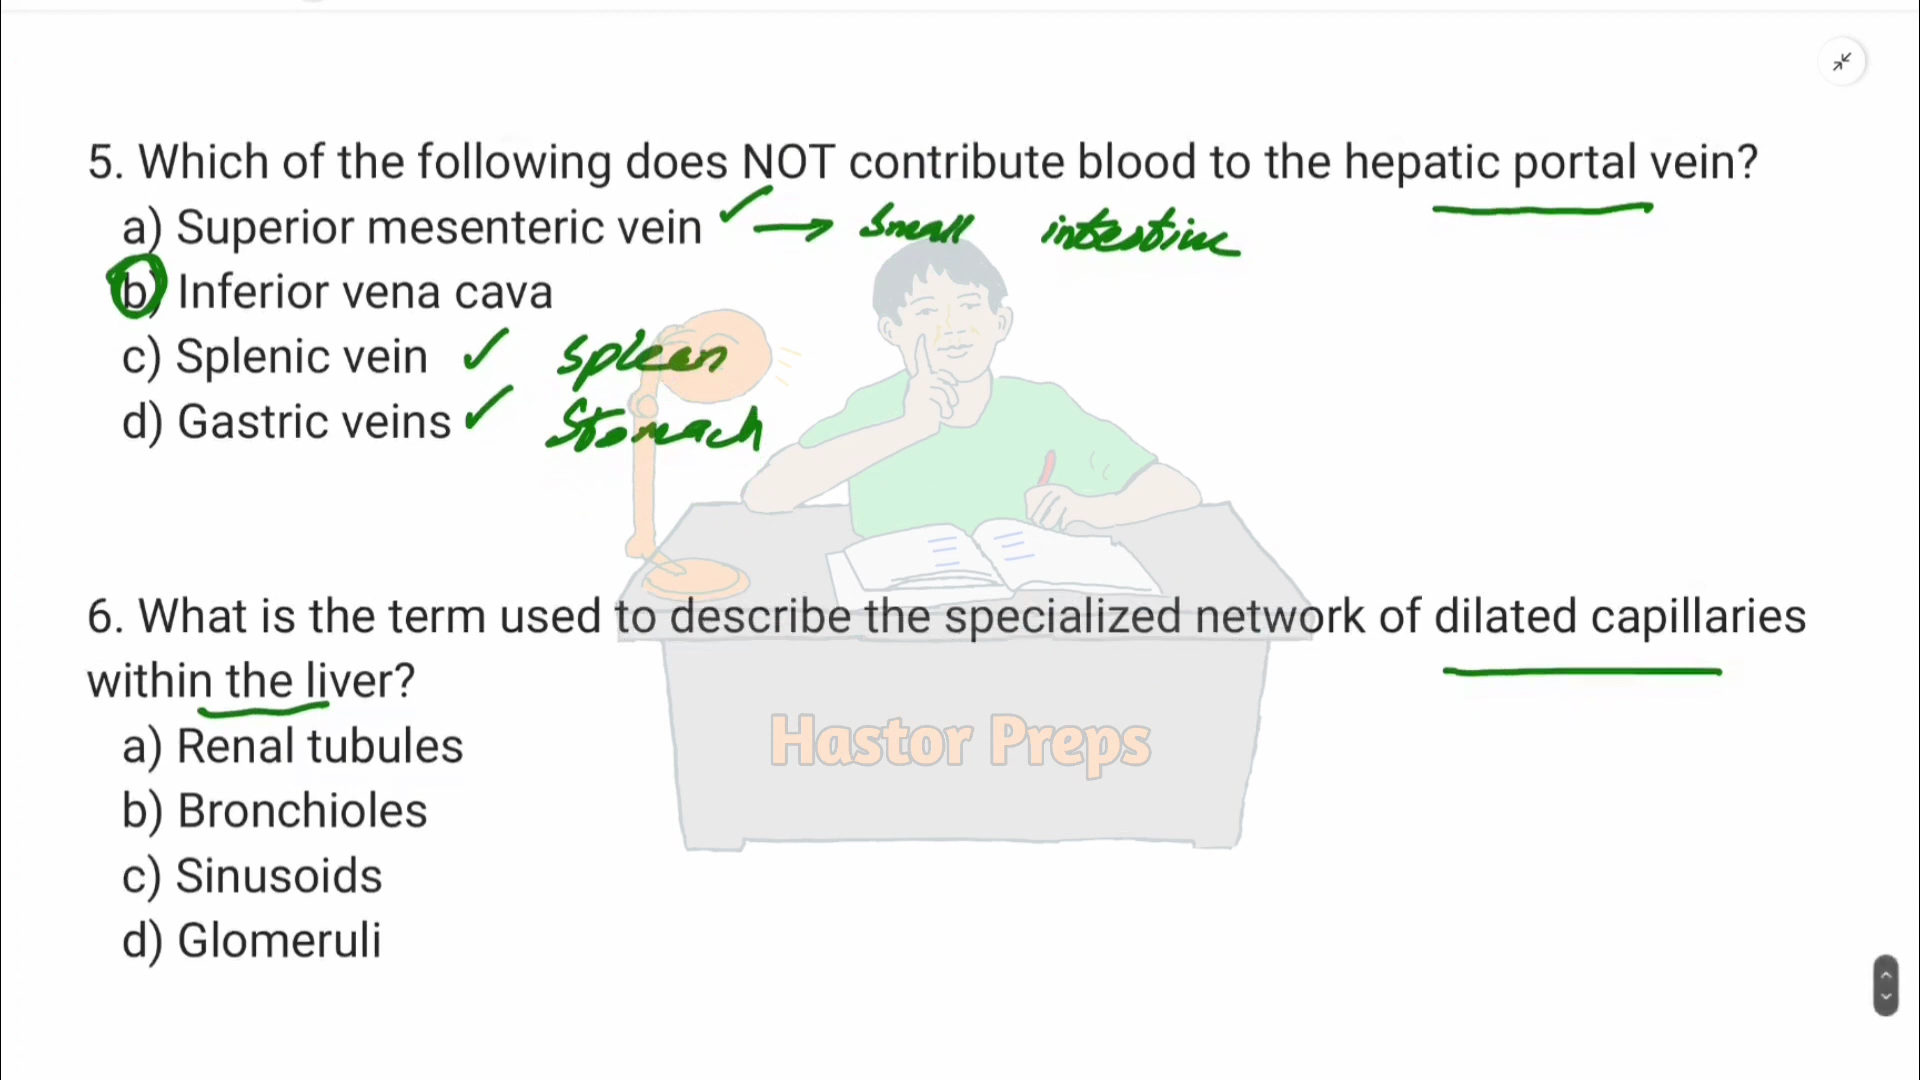 5. Which of the following does NOT contribute blood to the hepatic portal vein?
a) Superior mesenteric vein ✓ → Small intestine
b) Inferior vena cava
c) Splenic vein ✓ Spleen
d) Gastric veins ✓ Stomach
6. What is the term used to describe the specialized network of dilated capillaries
within the liver?
a) Renal tubules
Hastor Preps
b) Bronchioles
c) Sinusoids
d) Glomeruli